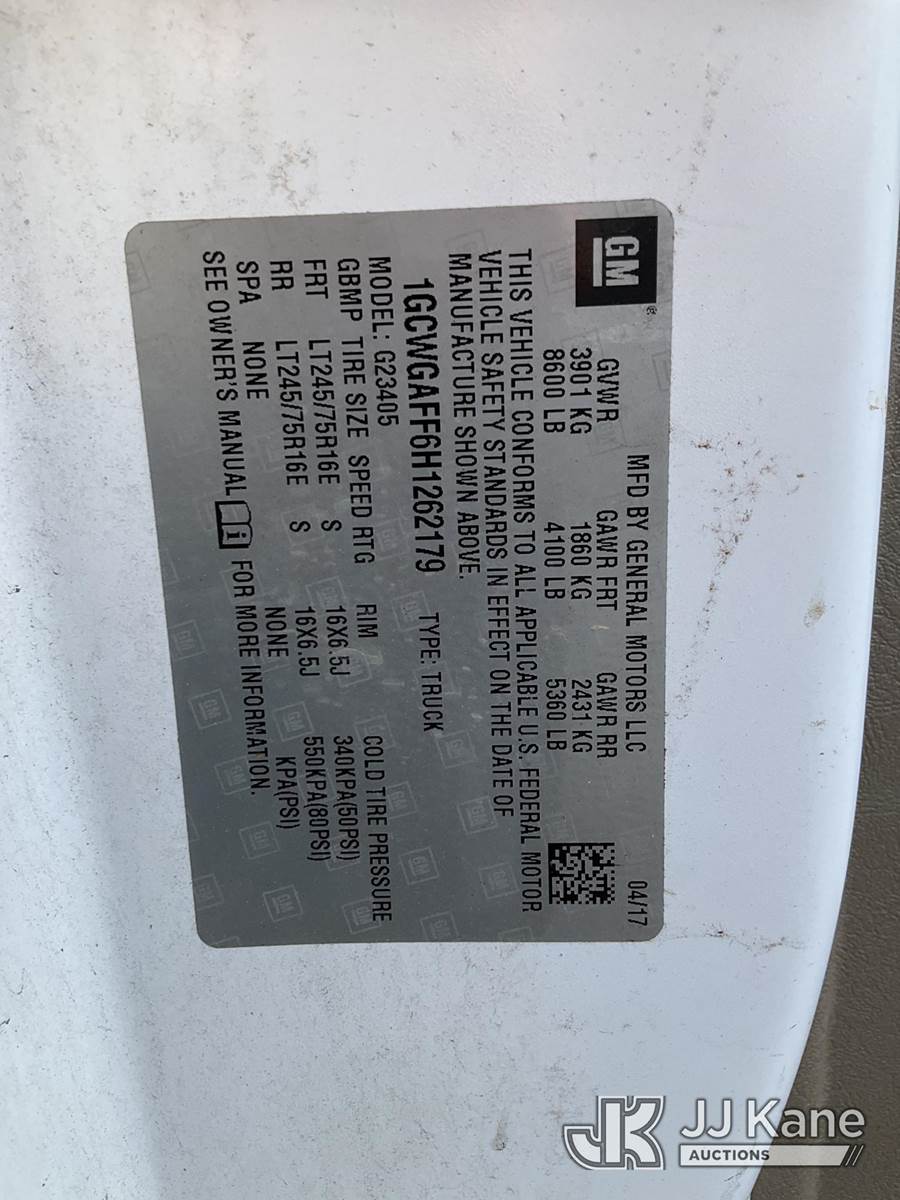 GM
®
MFD BY GENERAL MOTORS LLC 04/17
GVWR GAWR FRT GAWR RR
3901 KG 1860 KG 2431 KG
8600 LB 4100 LB 5360 LB
THIS VEHICLE CONFORMS TO ALL APPLICABLE U.S. FEDERAL MOTOR
VEHICLE SAFETY STANDARDS IN EFFECT ON THE DATE OF
MANUFACTURE SHOWN ABOVE.
1GCWGAFF6H1262179 TYPE: TRUCK
MODEL: G23405
GBMP TIRE SIZE SPEED RTG RIM COLD TIRE PRESSURE
FRT LT245/75R16E S 16X6.5J 340KPA(50PSI)
RR LT245/75R16E S 16X6.5J 550KPA(80PSI)
SPA NONE NONE KPA(PSI)
SEE OWNER'S MANUAL FOR MORE INFORMATION.
JK JJ Kane
AUCTIONS